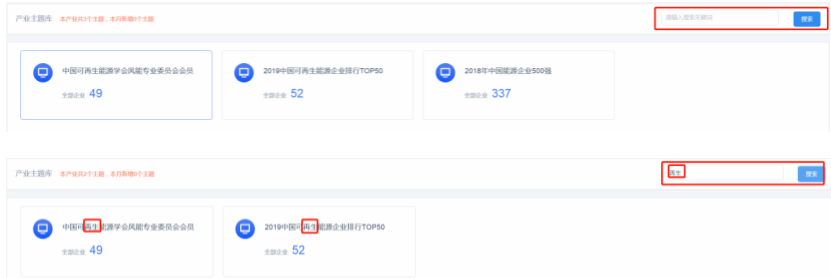 产业主题库 本产业共3个主题，本月新增0个主题
请输入搜索关键词 搜索
中国可再生能源学会风能专业委员会会员
全部企业 49
2019中国可再生能源企业排行TOP50
全部企业 52
2018年中国能源企业500强
全部企业 337
产业主题库 本产业共2个主题，本月新增0个主题
再生 搜索
中国可再生能源学会风能专业委员会会员
全部企业 49
2019中国可再生能源企业排行TOP50
全部企业 52